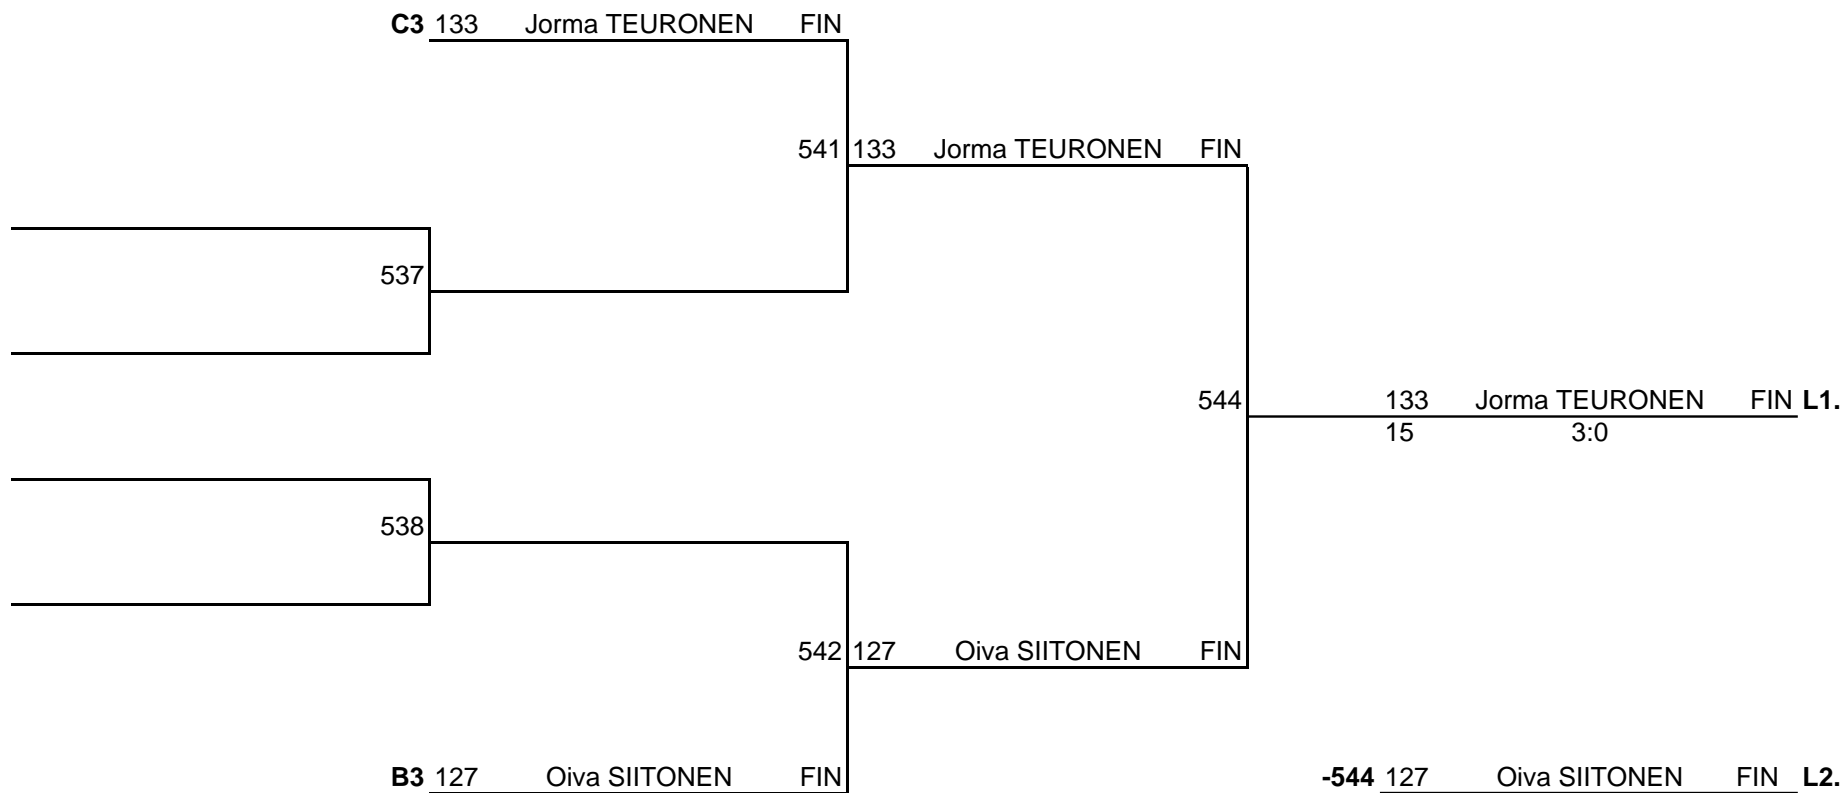 C3 133 Jorma TEURONEN FIN
541 133 Jorma TEURONEN FIN
537
544 133 Jorma TEURONEN FIN L1.
15 3:0
538
542 127 Oiva SIITONEN FIN
B3 127 Oiva SIITONEN FIN
-544 127 Oiva SIITONEN FIN L2.